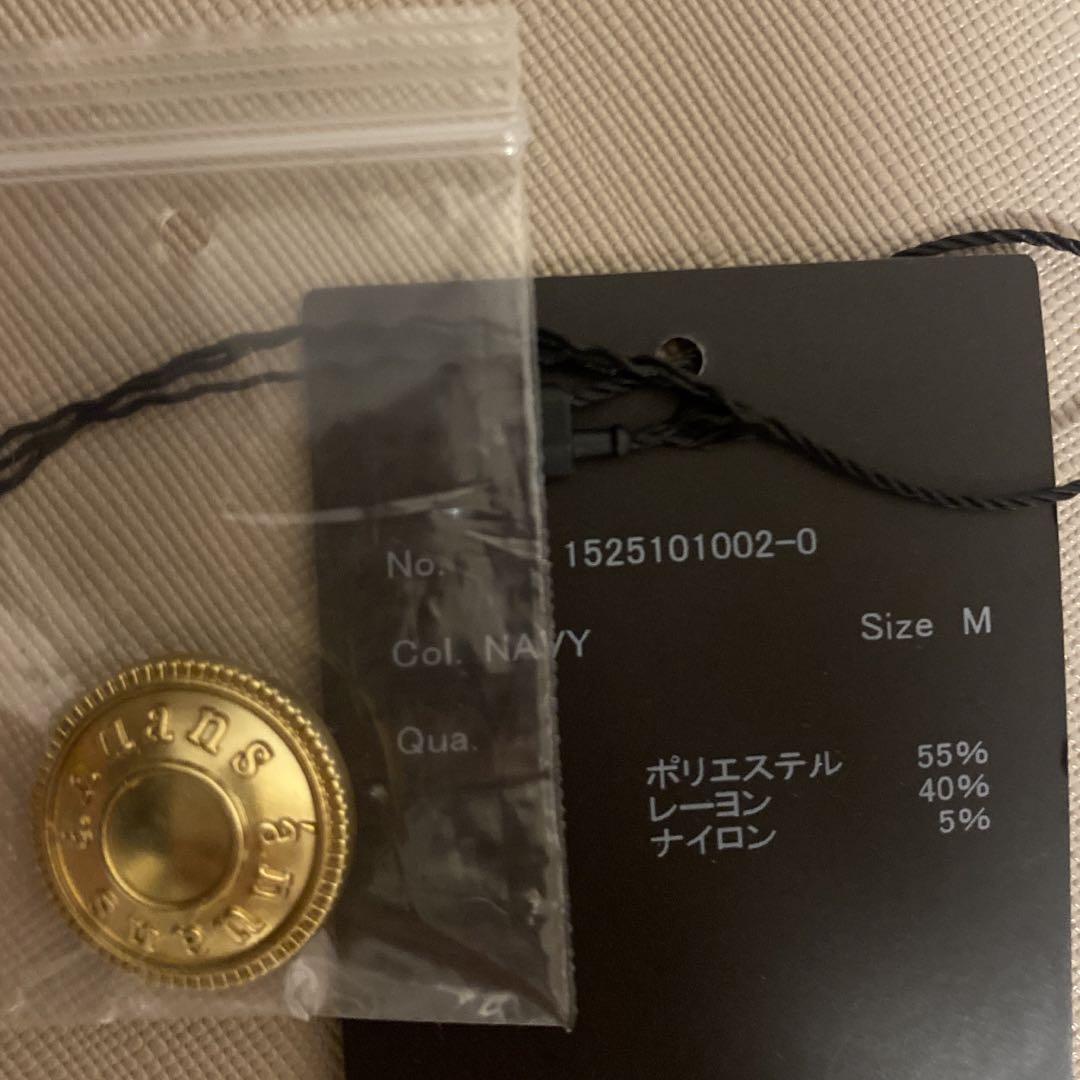 No. 1525101002-0
Col. NAVY Size M
Qua.
ポリエステル 55%
レーヨン 40%
ナイロン 5%